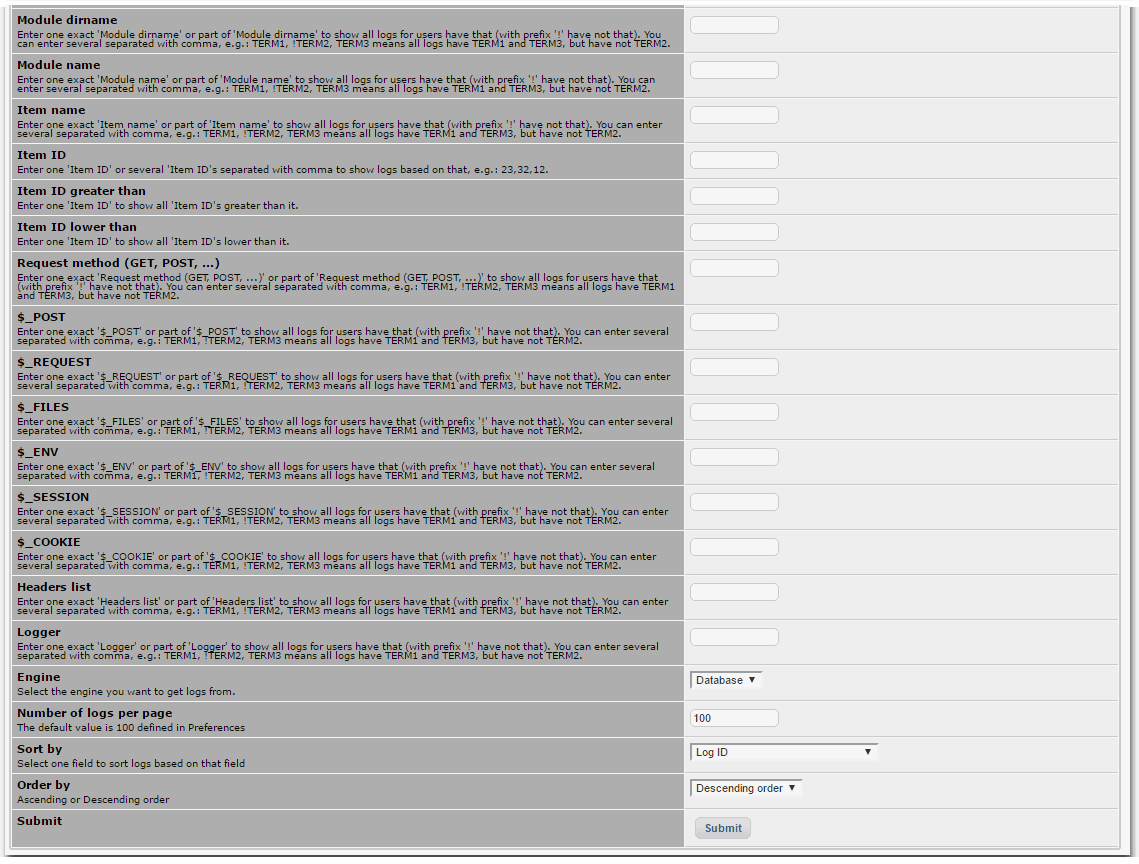 Module dirname
Enter one exact 'Module dirname' or part of 'Module dirname' to show all logs for users have that (with prefix '!' have not that). You
can enter several separated with comma, e.g.: TERM1, !TERM2, TERM3 means all logs have TERM1 and TERM3, but have not TERM2.
Module name
Enter one exact 'Module name' or part of 'Module name' to show all logs for users have that (with prefix '!' have not that). You can
enter several separated with comma, e.g.: TERM1, !TERM2, TERM3 means all logs have TERM1 and TERM3, but have not TERM2.
Item name
Enter one exact 'Item name' or part of 'Item name' to show all logs for users have that (with prefix '!' have not that). You can enter
several separated with comma, e.g.: TERM1, !TERM2, TERM3 means all logs have TERM1 and TERM3, but have not TERM2.
Item ID
Enter one 'Item ID' or several 'Item ID's separated with comma to show logs based on that, e.g.: 23,32,12.
Item ID greater than
Enter one 'Item ID' to show all 'Item ID's greater than it.
Item ID lower than
Enter one 'Item ID' to show all 'Item ID's lower than it.
Request method (GET, POST, ...)
Enter one exact 'Request method (GET, POST, ...)' or part of 'Request method (GET, POST, ...)' to show all logs for users have that
(with prefix '!' have not that). You can enter several separated with comma, e.g.: TERM1, !TERM2, TERM3 means all logs have TERM1
and TERM3, but have not TERM2.
$_POST
Enter one exact '$_POST' or part of '$_POST' to show all logs for users have that (with prefix '!' have not that). You can enter several
separated with comma, e.g.: TERM1, !TERM2, TERM3 means all logs have TERM1 and TERM3, but have not TERM2.
$_REQUEST
Enter one exact '$_REQUEST' or part of '$_REQUEST' to show all logs for users have that (with prefix '!' have not that). You can enter
several separated with comma, e.g.: TERM1, !TERM2, TERM3 means all logs have TERM1 and TERM3, but have not TERM2.
$_FILES
Enter one exact '$_FILES' or part of '$_FILES' to show all logs for users have that (with prefix '!' have not that). You can enter several
separated with comma, e.g.: TERM1, !TERM2, TERM3 means all logs have TERM1 and TERM3, but have not TERM2.
$_ENV
Enter one exact '$_ENV' or part of '$_ENV' to show all logs for users have that (with prefix '!' have not that). You can enter several
separated with comma, e.g.: TERM1, !TERM2, TERM3 means all logs have TERM1 and TERM3, but have not TERM2.
$_SESSION
Enter one exact '$_SESSION' or part of '$_SESSION' to show all logs for users have that (with prefix '!' have not that). You can enter
several separated with comma, e.g.: TERM1, !TERM2, TERM3 means all logs have TERM1 and TERM3, but have not TERM2.
$_COOKIE
Enter one exact '$_COOKIE' or part of '$_COOKIE' to show all logs for users have that (with prefix '!' have not that). You can enter
several separated with comma, e.g.: TERM1, !TERM2, TERM3 means all logs have TERM1 and TERM3, but have not TERM2.
Headers list
Enter one exact 'Headers list' or part of 'Headers list' to show all logs for users have that (with prefix '!' have not that). You can enter
several separated with comma, e.g.: TERM1, !TERM2, TERM3 means all logs have TERM1 and TERM3, but have not TERM2.
Logger
Enter one exact 'Logger' or part of 'Logger' to show all logs for users have that (with prefix '!' have not that). You can enter several
separated with comma, e.g.: TERM1, !TERM2, TERM3 means all logs have TERM1 and TERM3, but have not TERM2.
Engine
Select the engine you want to get logs from.
Database
Number of logs per page
The default value is 100 defined in Preferences
100
Sort by
Select one field to sort logs based on that field
Log ID
Order by
Ascending or Descending order
Descending order
Submit
Submit